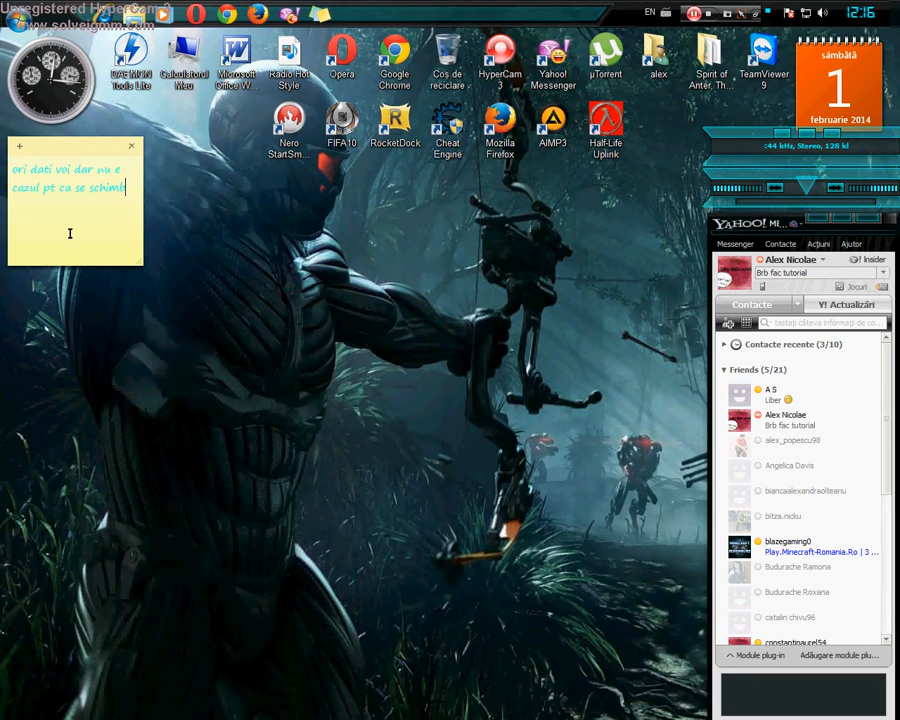 Unregistered HyperCam 3
www.solveigmm.com
EN
12:16
DAEMON Tools Lite
Calculatorul Meu
Microsoft Office W...
Radio Hot Style
Opera
Google Chrome
Coș de reciclare
HyperCam 3
Yahoo! Messenger
µTorrent
alex
Spirit of Anter, Th...
TeamViewer 9
Nero StartSm...
FIFA10
RocketDock
Cheat Engine
Mozilla Firefox
AIMP3
Half-Life Uplink
sâmbătă
1
februarie 2014
:44 kHz, Stereo, 128 kl
ori dati voi dar nu e
cazul pt ca se schimb
YAHOO! ME...
Messenger Contacte Acțiuni Ajutor
Alex Nicolae Y! Insider
Brb fac tutorial
Jocuri
Contacte Y! Actualizări
tastați câteva informații de co...
Contacte recente (3/10)
Friends (5/21)
A S
Liber
Alex Nicolae
Brb fac tutorial
alex_popescu98
Angelica Davis
biancaalexandraolteanu
bitza.nicku
blazegaming0
Play.Minecraft-Romania.Ro | 3 ...
Budurache Ramona
Budurache Roxana
catalin chivu96
constantinaurel54
Module plug-in Adăugare module plu...